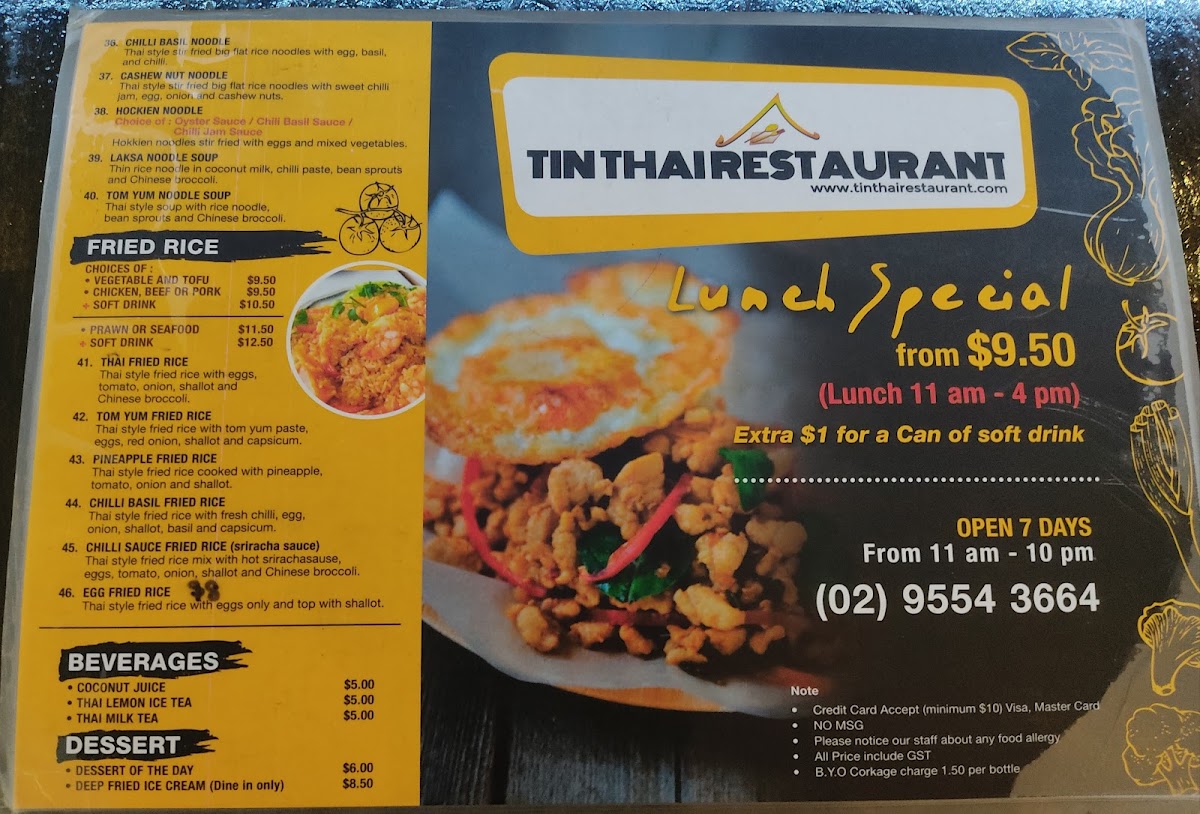 36. CHILLI BASIL NOODLE
Thai style stir fried big flat rice noodles with egg, basil,
and chilli.
37. CASHEW NUT NOODLE
Thai style stir fried big flat rice noodles with sweet chilli
jam, egg, onion and cashew nuts.
38. HOCKIEN NOODLE
Choice of : Oyster Sauce / Chili Basil Sauce /
Chilli Jam Sauce
Hokkien noodles stir fried with eggs and mixed vegetables.
39. LAKSA NOODLE SOUP
Thin rice noodle in coconut milk, chilli paste, bean sprouts
and Chinese broccoli.
40. TOM YUM NOODLE SOUP
Thai style soup with rice noodle,
bean sprouts and Chinese broccoli.
FRIED RICE
CHOICES OF :
• VEGETABLE AND TOFU $9.50
• CHICKEN, BEEF OR PORK $9.50
+ SOFT DRINK $10.50
• PRAWN OR SEAFOOD $11.50
+ SOFT DRINK $12.50
41. THAI FRIED RICE
Thai style fried rice with eggs,
tomato, onion, shallot and
Chinese broccoli.
42. TOM YUM FRIED RICE
Thai style fried rice with tom yum paste,
eggs, red onion, shallot and capsicum.
43. PINEAPPLE FRIED RICE
Thai style fried rice cooked with pineapple,
tomato, onion and shallot.
44. CHILLI BASIL FRIED RICE
Thai style fried rice with fresh chilli, egg,
onion, shallot, basil and capsicum.
45. CHILLI SAUCE FRIED RICE (sriracha sauce)
Thai style fried rice mix with hot srirachasause,
eggs, tomato, onion, shallot and Chinese broccoli.
46. EGG FRIED RICE
Thai style fried rice with eggs only and top with shallot.
BEVERAGES
• COCONUT JUICE $5.00
• THAI LEMON ICE TEA $5.00
• THAI MILK TEA $5.00
DESSERT
• DESSERT OF THE DAY $6.00
• DEEP FRIED ICE CREAM (Dine in only) $8.50
TIN THAI RESTAURANT
www.tinthairestaurant.com
Lunch Special
from $9.50
(Lunch 11 am - 4 pm)
Extra $1 for a Can of soft drink
OPEN 7 DAYS
From 11 am - 10 pm
(02) 9554 3664
Note
• Credit Card Accept (minimum $10) Visa, Master Card
• NO MSG
• Please notice our staff about any food allergy
• All Price include GST
• B.Y.O Corkage charge 1.50 per bottle